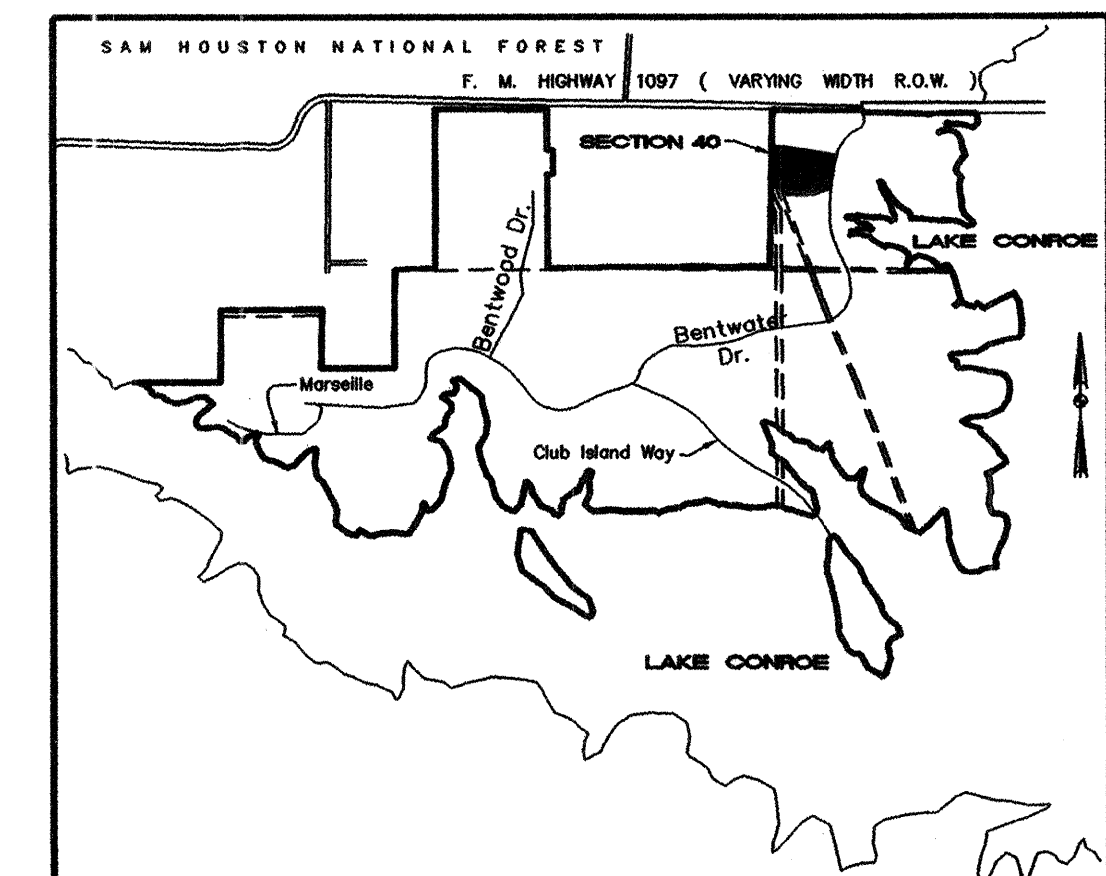 SAM HOUSTON NATIONAL FOREST
F. M. HIGHWAY 1097 ( VARYING WIDTH R.O.W. )
SECTION 40
LAKE CONROE
Bentwood Dr.
Bentwater
Dr.
Marseille
Club Island Way
LAKE CONROE